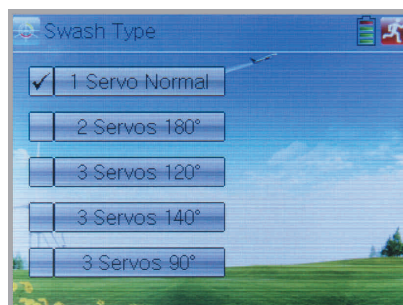 Swash Type
1 Servo Normal
2 Servos 180°
3 Servos 120°
3 Servos 140°
3 Servos 90°